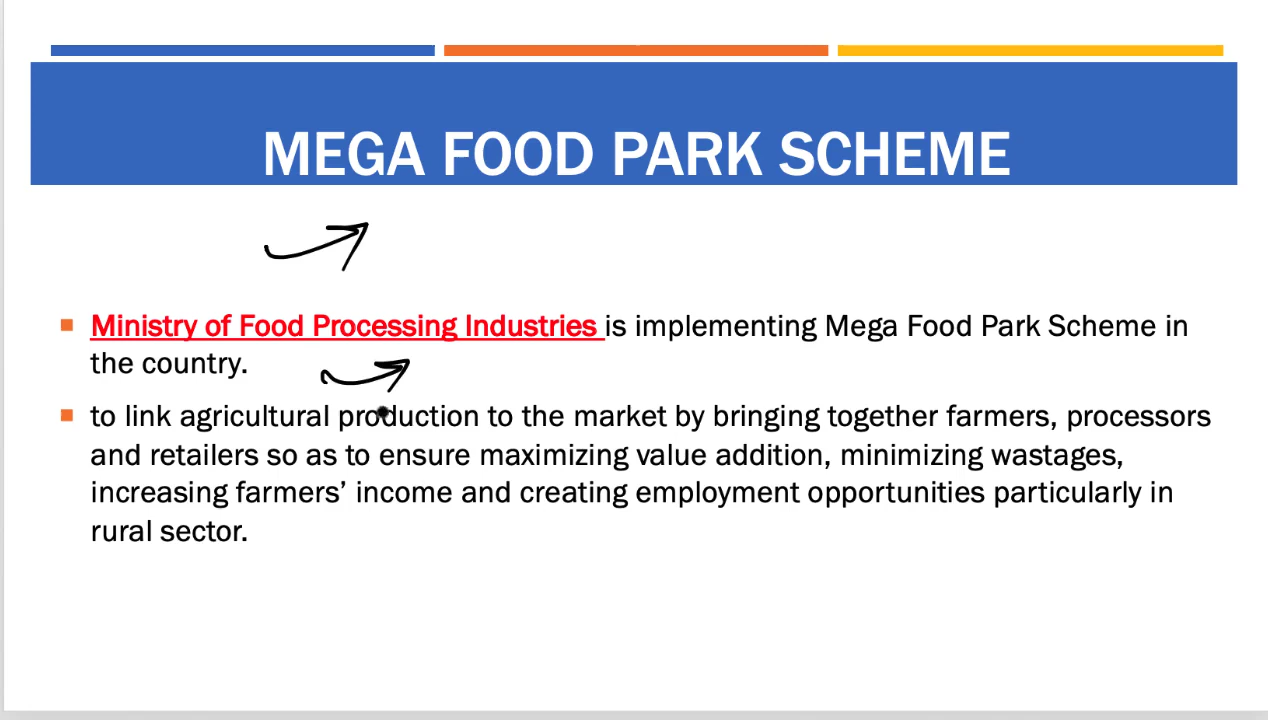 MEGA FOOD PARK SCHEME
Ministry of Food Processing Industries is implementing Mega Food Park Scheme in
the country.
to link agricultural production to the market by bringing together farmers, processors
and retailers so as to ensure maximizing value addition, minimizing wastages,
increasing farmers’ income and creating employment opportunities particularly in
rural sector.